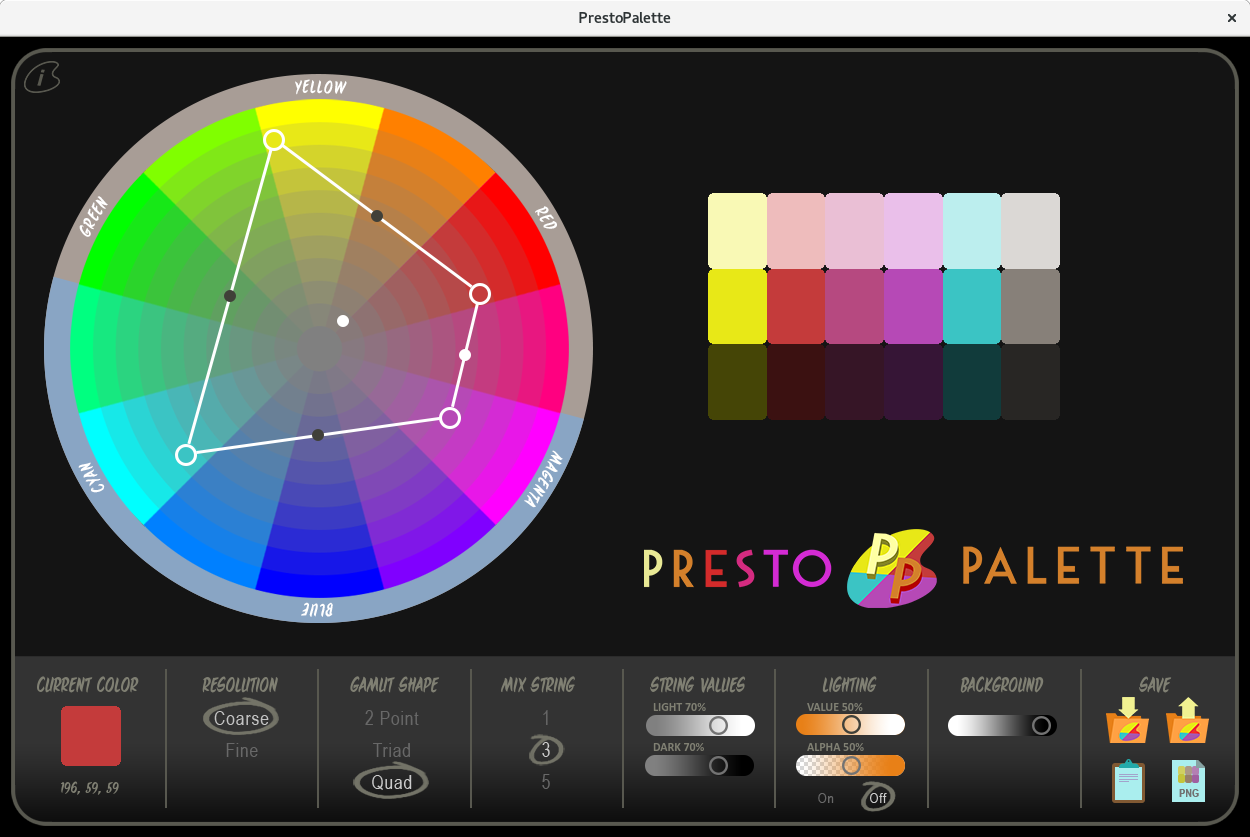 PrestoPalette
i
YELLOW
GREEN
RED
CYAN
MAGENTA
BLUE
PRESTO PP PALETTE
CURRENT COLOR
196, 59, 59
RESOLUTION
Coarse
Fine
GAMUT SHAPE
2 Point
Triad
Quad
MIX STRING
1
3
5
STRING VALUES
LIGHT 70%
DARK 70%
LIGHTING
VALUE 50%
ALPHA 50%
On Off
BACKGROUND
SAVE
PNG